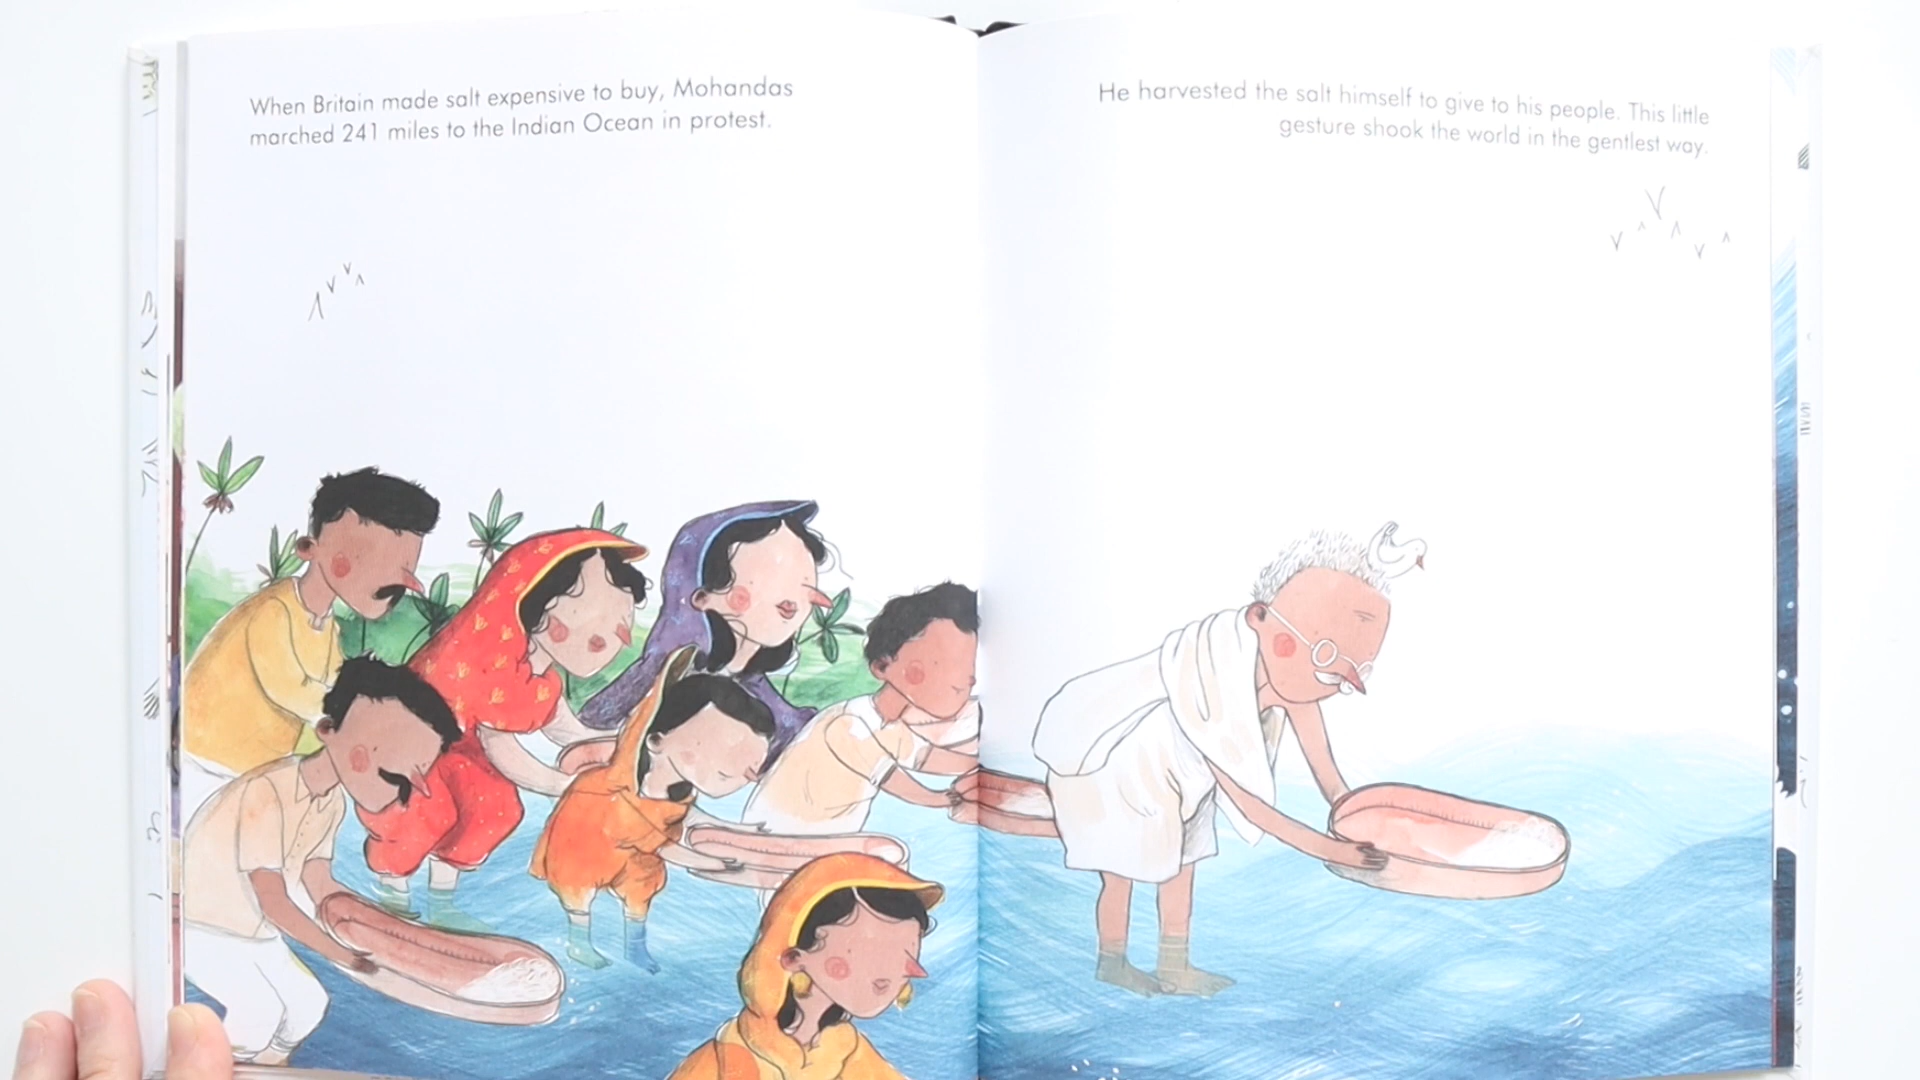 When Britain made salt expensive to buy, Mohandas
marched 241 miles to the Indian Ocean in protest.
He harvested the salt himself to give to his people. This little
gesture shook the world in the gentlest way.